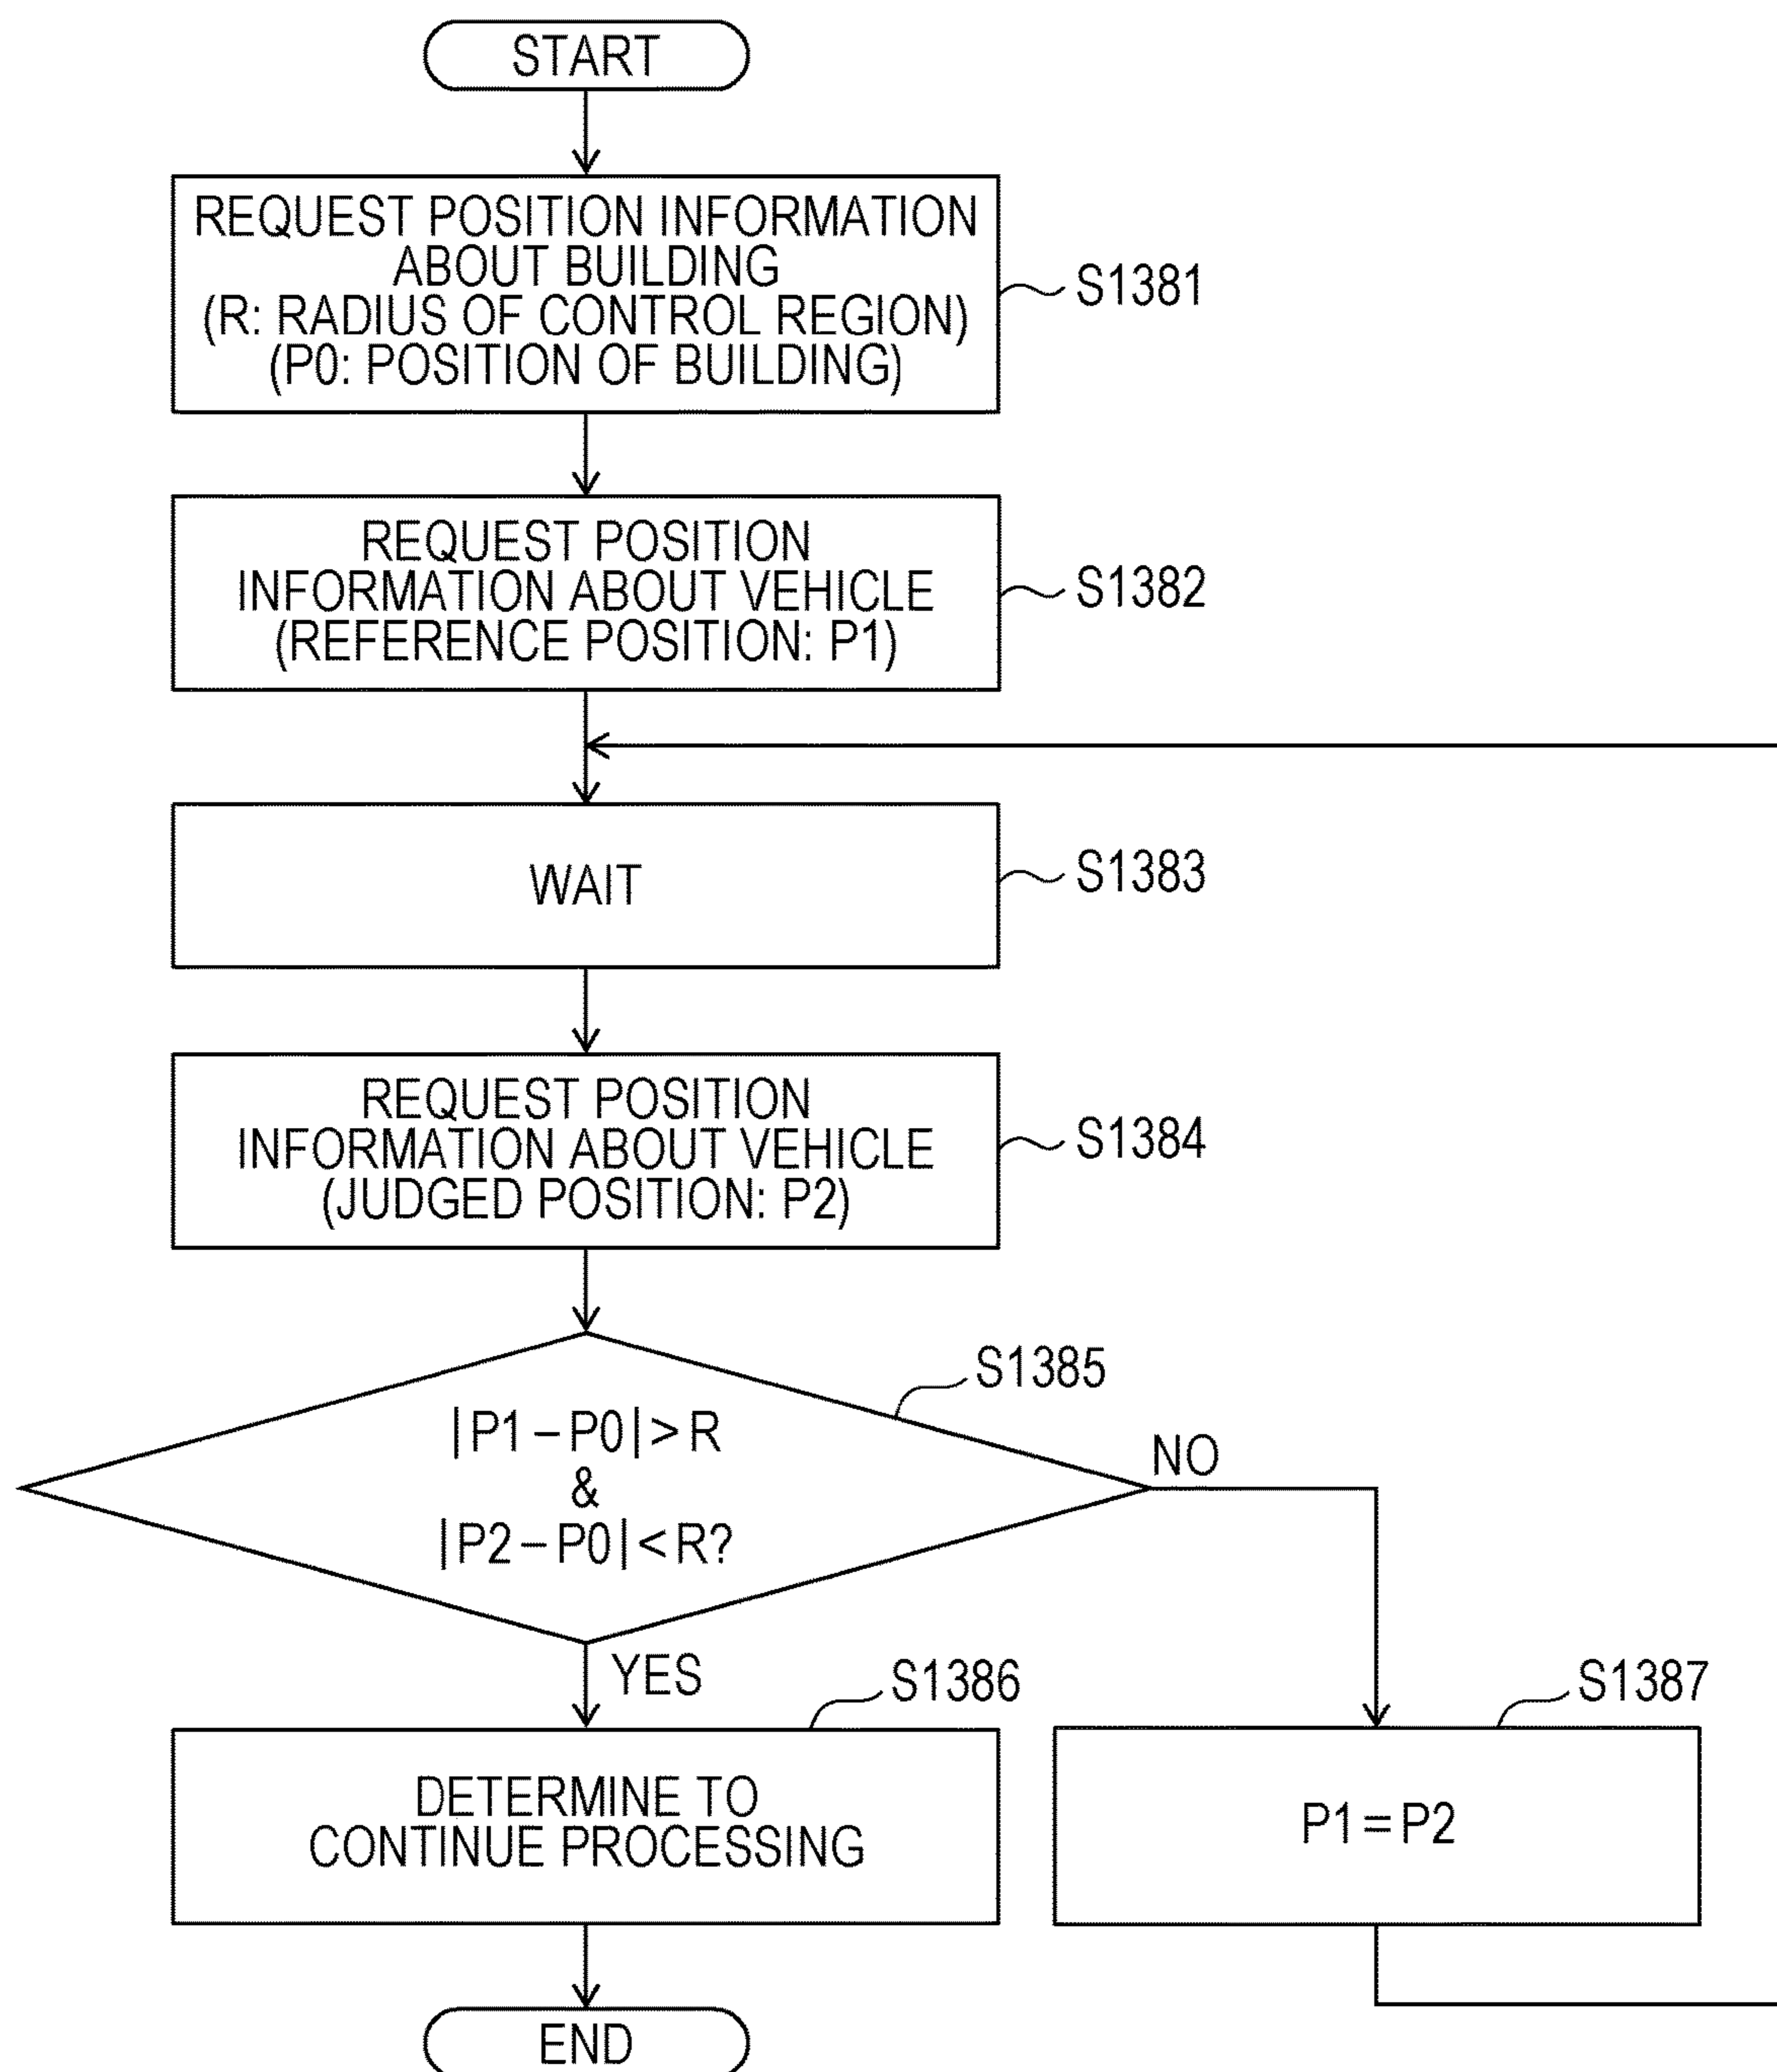 START
REQUEST POSITION INFORMATION
ABOUT BUILDING
(R: RADIUS OF CONTROL REGION)
(P0: POSITION OF BUILDING)
S1381
REQUEST POSITION
INFORMATION ABOUT VEHICLE
(REFERENCE POSITION: P1)
S1382
WAIT
S1383
REQUEST POSITION
INFORMATION ABOUT VEHICLE
(JUDGED POSITION: P2)
S1384
S1385
|P1–P0|>R
&
|P2–P0|<R?
NO
YES
S1386
DETERMINE TO
CONTINUE PROCESSING
S1387
P1=P2
END